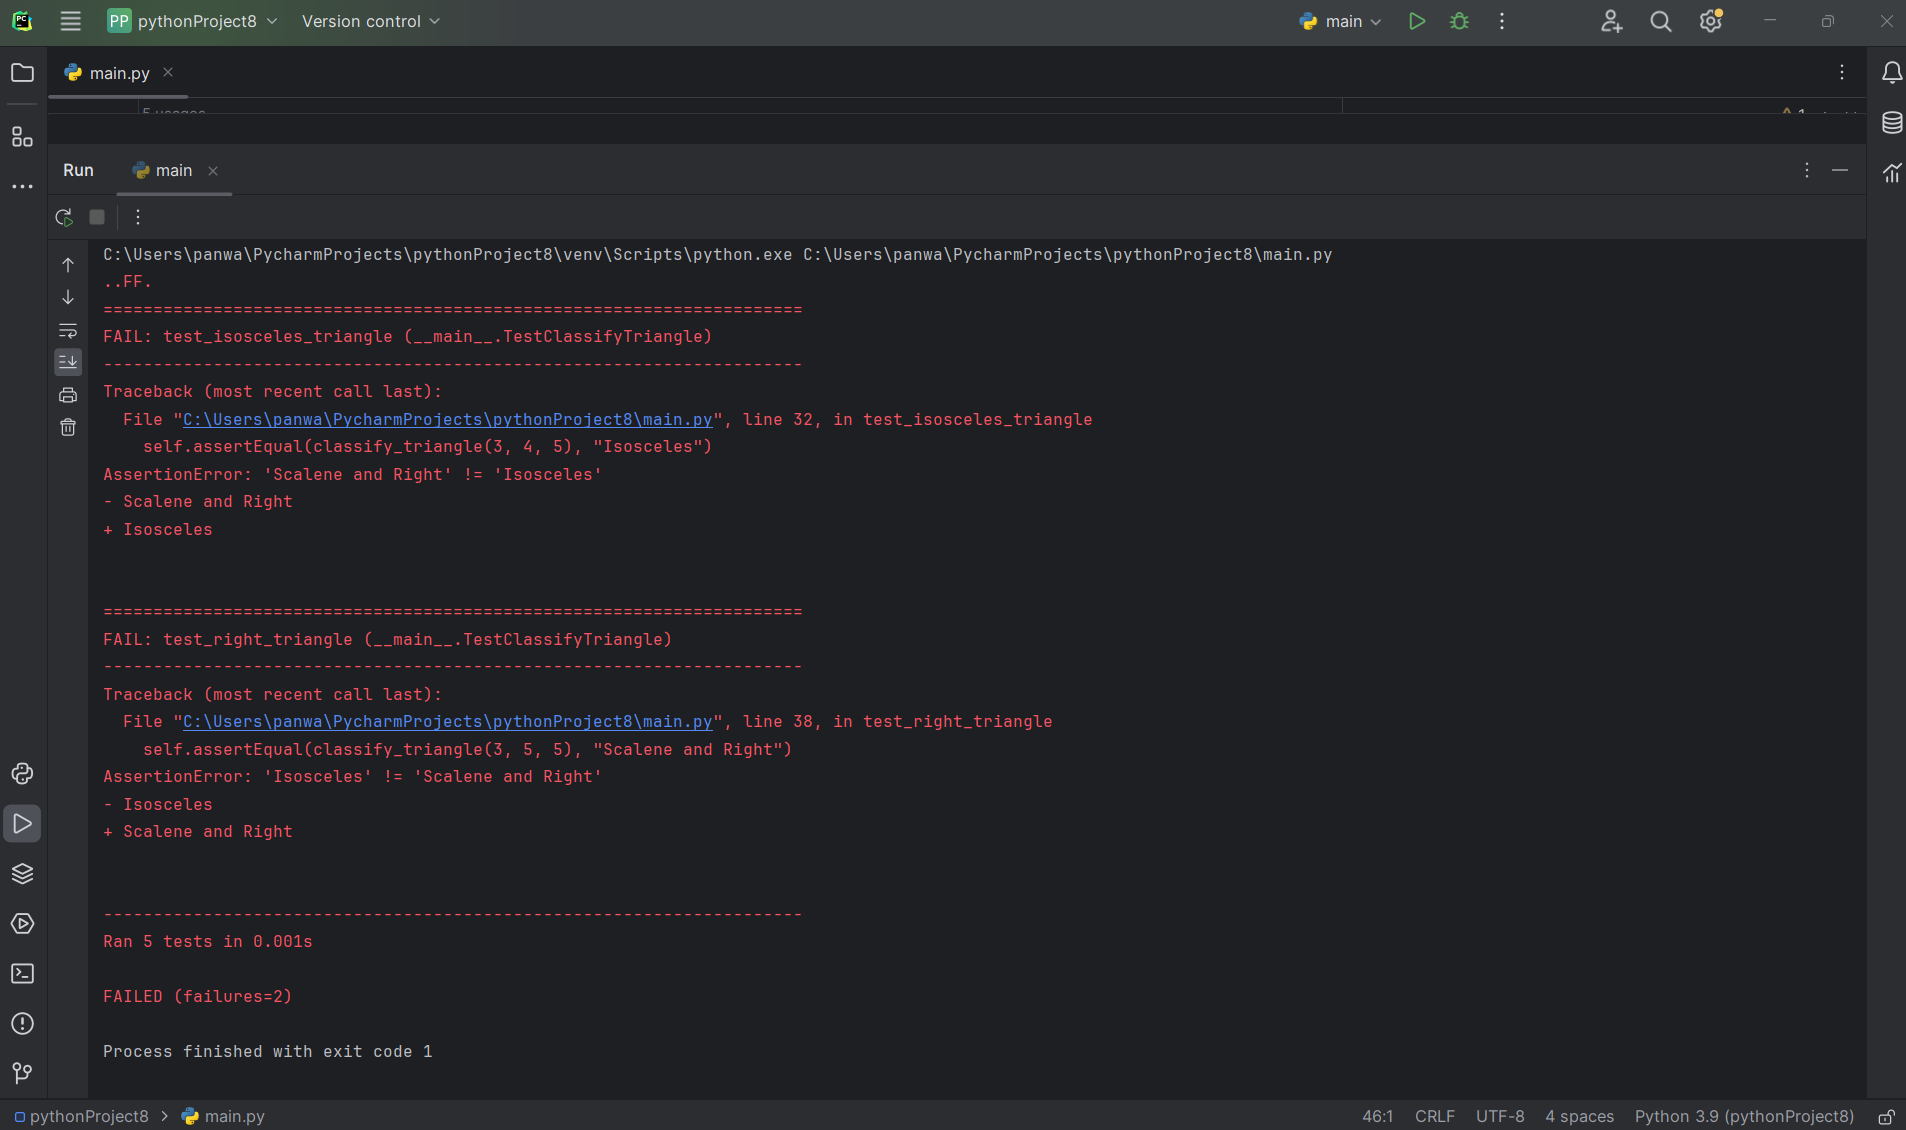 PP pythonProject8 Version control main
main.py
5 usages 1
Run main
C:\Users\panwa\PycharmProjects\pythonProject8\venv\Scripts\python.exe C:\Users\panwa\PycharmProjects\pythonProject8\main.py
..FF.
======================================================================
FAIL: test_isosceles_triangle (__main__.TestClassifyTriangle)
----------------------------------------------------------------------
Traceback (most recent call last):
  File "C:\Users\panwa\PycharmProjects\pythonProject8\main.py", line 32, in test_isosceles_triangle
    self.assertEqual(classify_triangle(3, 4, 5), "Isosceles")
AssertionError: 'Scalene and Right' != 'Isosceles'
- Scalene and Right
+ Isosceles
======================================================================
FAIL: test_right_triangle (__main__.TestClassifyTriangle)
----------------------------------------------------------------------
Traceback (most recent call last):
  File "C:\Users\panwa\PycharmProjects\pythonProject8\main.py", line 38, in test_right_triangle
    self.assertEqual(classify_triangle(3, 5, 5), "Scalene and Right")
AssertionError: 'Isosceles' != 'Scalene and Right'
- Isosceles
+ Scalene and Right
----------------------------------------------------------------------
Ran 5 tests in 0.001s
FAILED (failures=2)
Process finished with exit code 1
pythonProject8 > main.py 46:1 CRLF UTF-8 4 spaces Python 3.9 (pythonProject8)